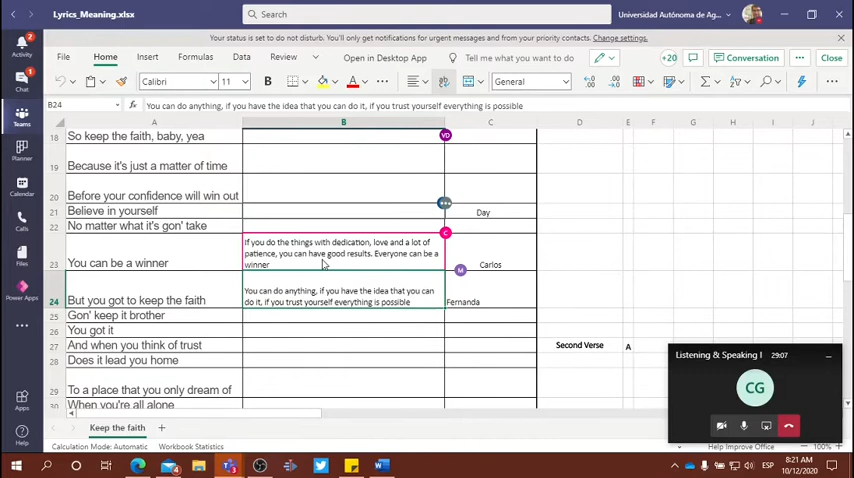 Lyrics_Meaning.xlsx
Search
Universidad Autónoma de Ag...
Your status is set to do not disturb. You'll only get notifications for urgent messages and from your priority contacts. Change settings.
File Home Insert Formulas Data Review Open in Desktop App Tell me what you want to do +20 Conversation ... Close
Calibri 11 B A ab General
B24 fx You can do anything, if you have the idea that you can do it, if you trust yourself everything is possible
A B C D E F G H I J
18 So keep the faith, baby, yea VD
19 Because it's just a matter of time
20 Before your confidence will win out
21 Believe in yourself Day
22 No matter what it's gon' take
23 You can be a winner
If you do the things with dedication, love and a lot of
patience, you can have good results. Everyone can be a
winner
C
Carlos
24 But you got to keep the faith
You can do anything, if you have the idea that you can
do it, if you trust yourself everything is possible
M
Fernanda
25 Gon' keep it brother
26 You got it
27 And when you think of trust Second Verse A
28 Does it lead you home
29 To a place that you only dream of
30 When you're all alone
Activity 2
Chat 1
Teams
Planner
Calendar
Calls
Files
Power Apps
...
Apps
Help
Listening & Speaking I 29:07
CG
Keep the faith +
Calculation Mode: Automatic Workbook Statistics
Help Improve Office 100%
4
ESP
8:21 AM
10/12/2020